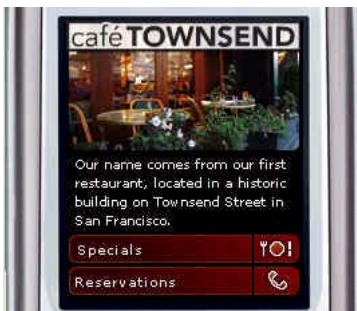 café TOWNSEND
Our name comes from our first
restaurant, located in a historic
building on Townsend Street in
San Francisco.
Specials
Reservations